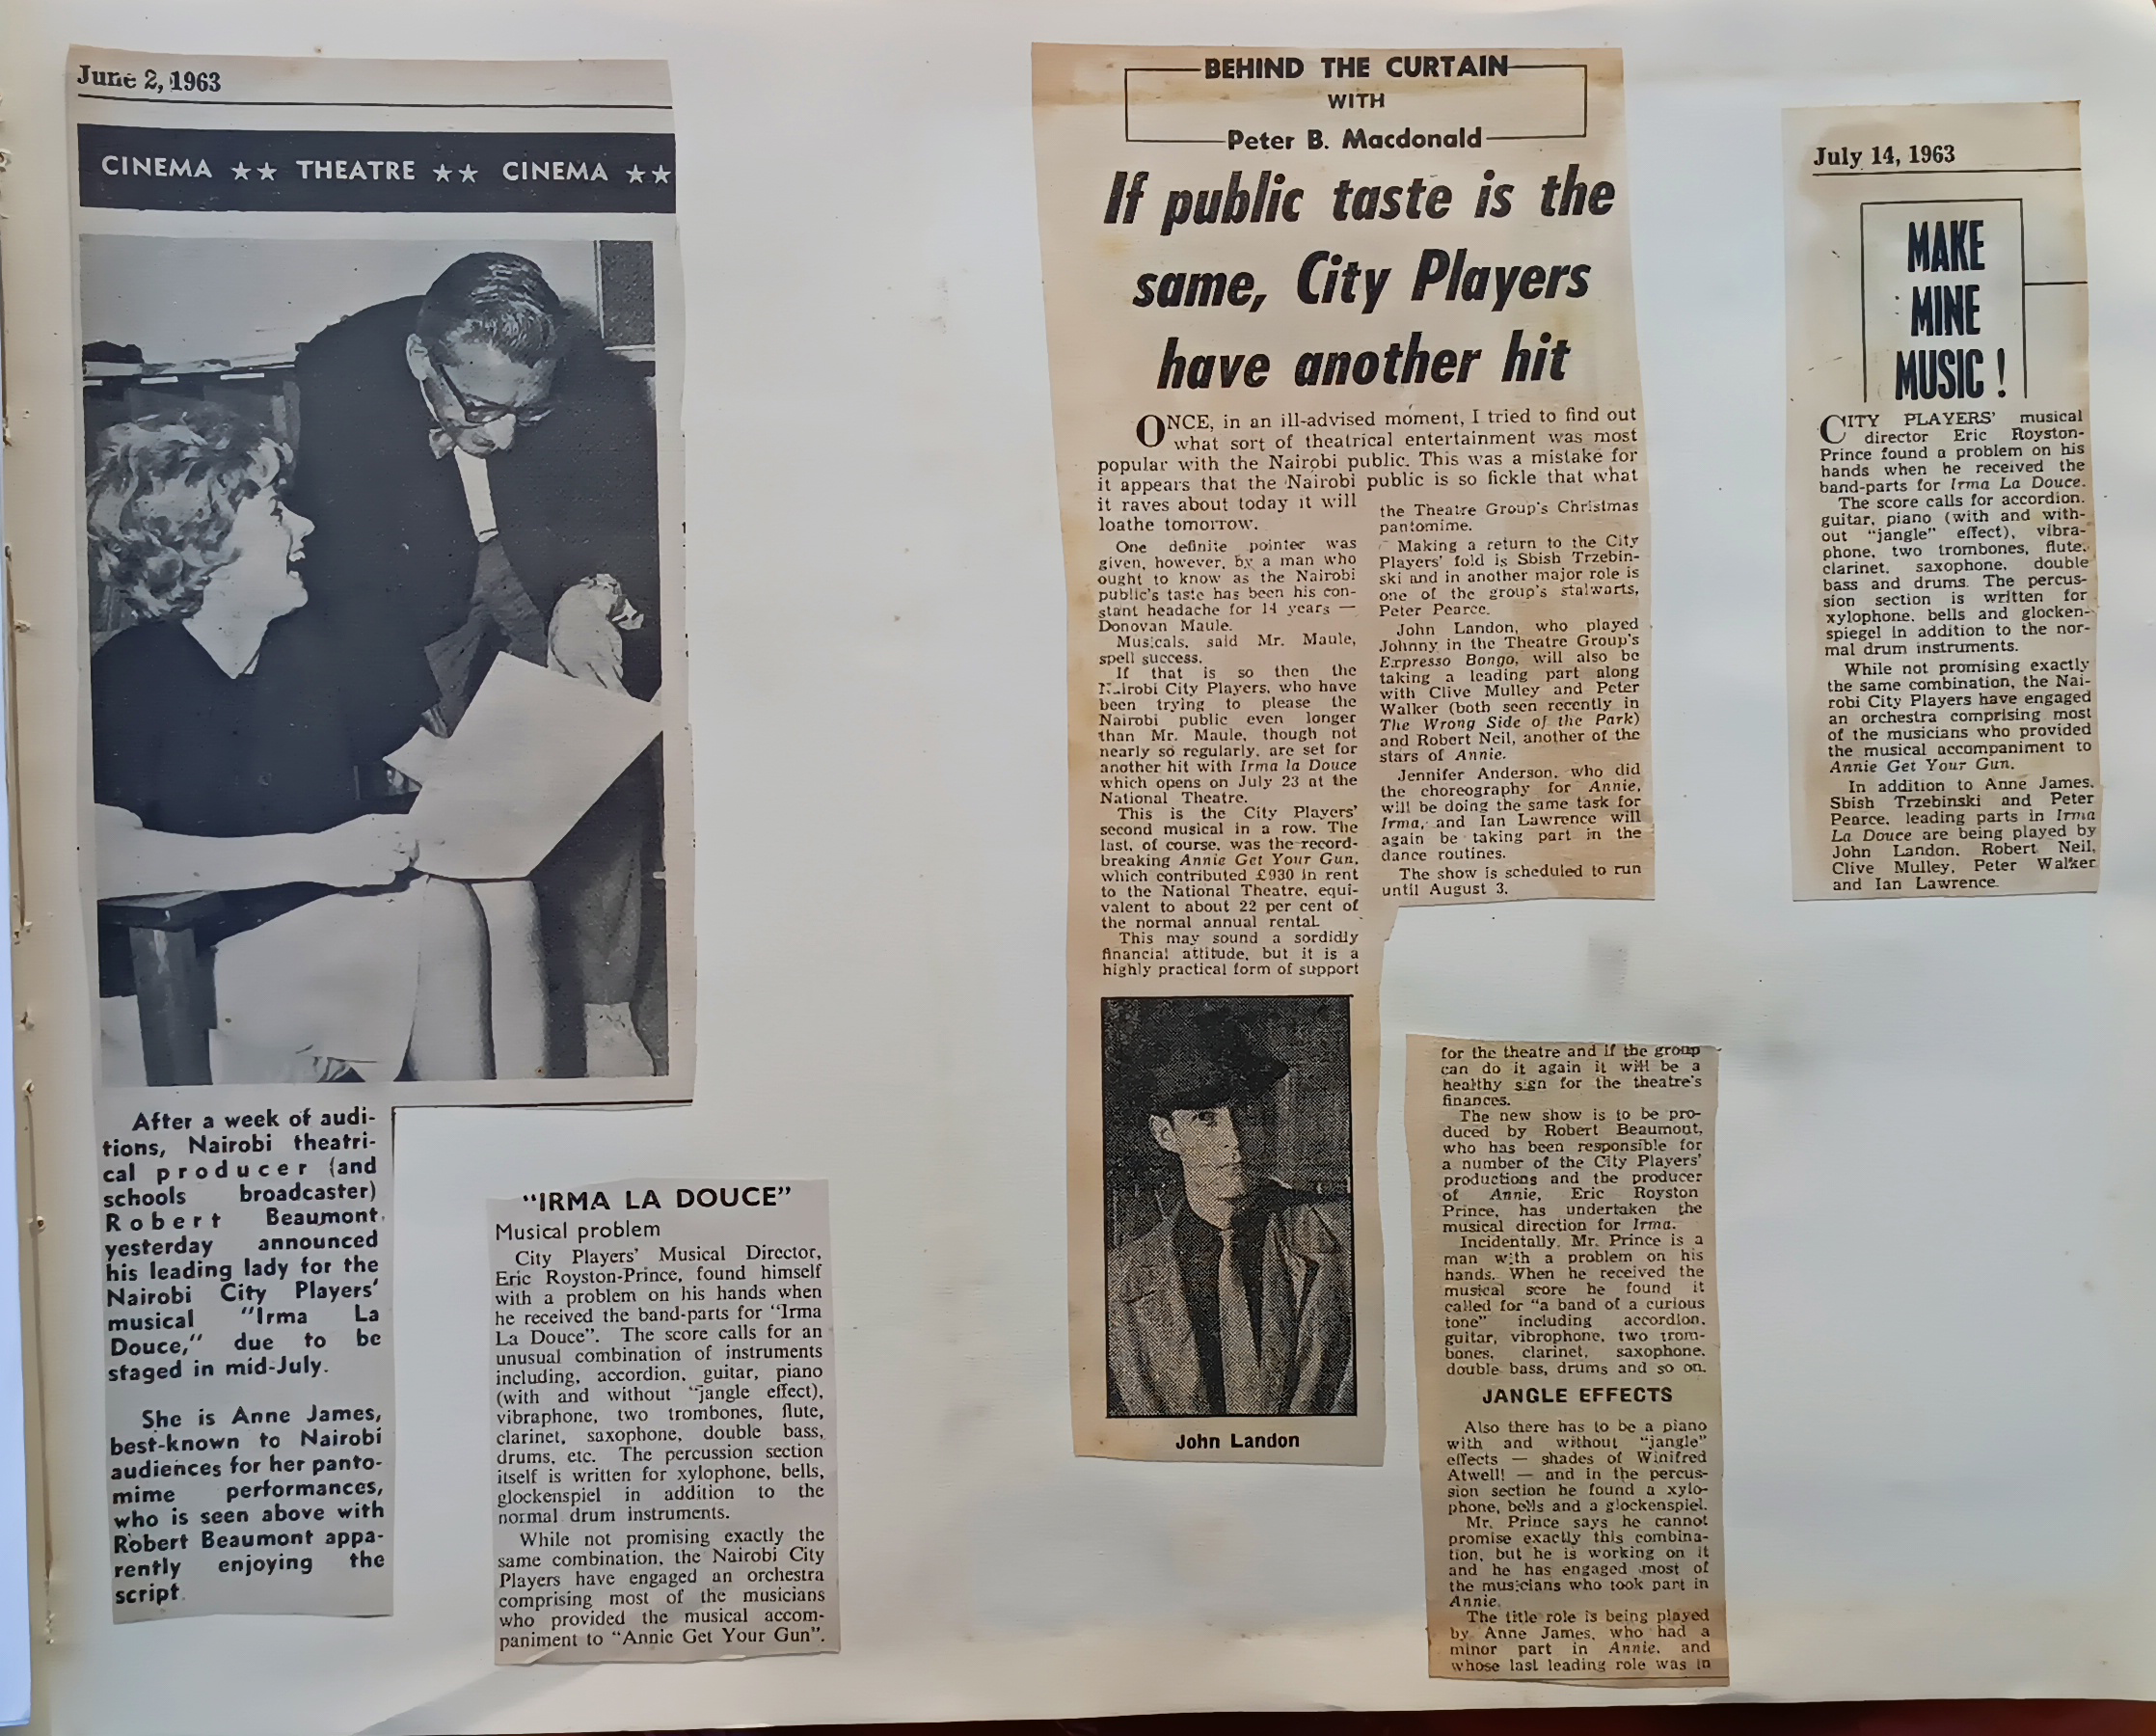 June 2, 1963
CINEMA ★★ THEATRE ★★ CINEMA ★★
After a week of audi-
tions, Nairobi theatri-
cal producer (and
schools broadcaster)
Robert Beaumont,
yesterday announced
his leading lady for the
Nairobi City Players'
musical "Irma La
Douce," due to be
staged in mid-July.
She is Anne James,
best-known to Nairobi
audiences for her panto-
mime performances,
who is seen above with
Robert Beaumont appa-
rently enjoying the
script.
"IRMA LA DOUCE"
Musical problem
City Players' Musical Director,
Eric Royston-Prince, found himself
with a problem on his hands when
he received the band-parts for "Irma
La Douce". The score calls for an
unusual combination of instruments
including, accordion, guitar, piano
(with and without "jangle effect),
vibraphone, two trombones, flute,
clarinet, saxophone, double bass,
drums, etc. The percussion section
itself is written for xylophone, bells,
glockenspiel in addition to the
normal drum instruments.
While not promising exactly the
same combination, the Nairobi City
Players have engaged an orchestra
comprising most of the musicians
who provided the musical accom-
paniment to "Annie Get Your Gun".
BEHIND THE CURTAIN
WITH
Peter B. Macdonald
If public taste is the
same, City Players
have another hit
ONCE, in an ill-advised moment, I tried to find out
what sort of theatrical entertainment was most
popular with the Nairobi public. This was a mistake for
it appears that the Nairobi public is so fickle that what
it raves about today it will
loathe tomorrow.
One definite pointer was
given, however, by a man who
ought to know as the Nairobi
public's taste has been his con-
stant headache for 14 years —
Donovan Maule.
Musicals, said Mr. Maule,
spell success.
If that is so then the
Nairobi City Players, who have
been trying to please the
Nairobi public even longer
than Mr. Maule, though not
nearly so regularly, are set for
another hit with Irma la Douce
which opens on July 23 at the
National Theatre.
This is the City Players'
second musical in a row. The
last, of course, was the record-
breaking Annie Get Your Gun,
which contributed £930 in rent
to the National Theatre, equi-
valent to about 22 per cent of
the normal annual rental.
This may sound a sordidly
financial attitude, but it is a
highly practical form of support
John Landon
for the theatre and if the group
can do it again it will be a
healthy sign for the theatre's
finances.
The new show is to be pro-
duced by Robert Beaumont,
who has been responsible for
a number of the City Players'
productions and the producer
of Annie, Eric Royston
Prince, has undertaken the
musical direction for Irma.
Incidentally, Mr. Prince is a
man with a problem on his
hands. When he received the
musical score he found it
called for "a band of a curious
tone" including accordion,
guitar, vibrophone, two trom-
bones, clarinet, saxophone,
double bass, drums and so on.
JANGLE EFFECTS
Also there has to be a piano
with and without "jangle"
effects — shades of Winifred
Atwell! — and in the percus-
sion section he found a xylo-
phone, bells and a glockenspiel.
Mr. Prince says he cannot
promise exactly this combina-
tion, but he is working on it
and he has engaged most of
the musicians who took part in
Annie.
The title role is being played
by Anne James, who had a
minor part in Annie, and
whose last leading role was in
the Theatre Group's Christmas
pantomime.
Making a return to the City
Players' fold is Sbish Trzebin-
ski and in another major role is
one of the group's stalwarts,
Peter Pearce.
John Landon, who played
Johnny in the Theatre Group's
Expresso Bongo, will also be
taking a leading part along
with Clive Mulley and Peter
Walker (both seen recently in
The Wrong Side of the Park)
and Robert Neil, another of the
stars of Annie.
Jennifer Anderson, who did
the choreography for Annie,
will be doing the same task for
Irma, and Ian Lawrence will
again be taking part in the
dance routines.
The show is scheduled to run
until August 3.
July 14, 1963
MAKE
MINE
MUSIC!
CITY PLAYERS' musical
director Eric Royston-
Prince found a problem on his
hands when he received the
band-parts for Irma La Douce.
The score calls for accordion,
guitar, piano (with and with-
out "jangle" effect), vibra-
phone, two trombones, flute,
clarinet, saxophone, double
bass and drums. The percus-
sion section is written for
xylophone, bells and glocken-
spiegel in addition to the nor-
mal drum instruments.
While not promising exactly
the same combination, the Nai-
robi City Players have engaged
an orchestra comprising most
of the musicians who provided
the musical accompaniment to
Annie Get Your Gun.
In addition to Anne James,
Sbish Trzebinski and Peter
Pearce, leading parts in Irma
La Douce are being played by
John Landon, Robert Neil,
Clive Mulley, Peter Walker
and Ian Lawrence.